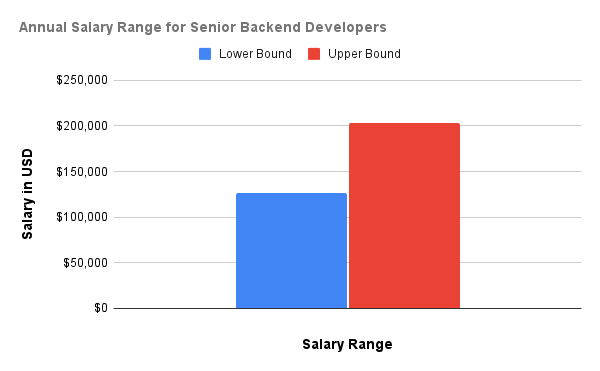 Annual Salary Range for Senior Backend Developers
Lower Bound
Upper Bound
$250,000
$200,000
$150,000
$100,000
$50,000
$0
Salary in USD
Salary Range